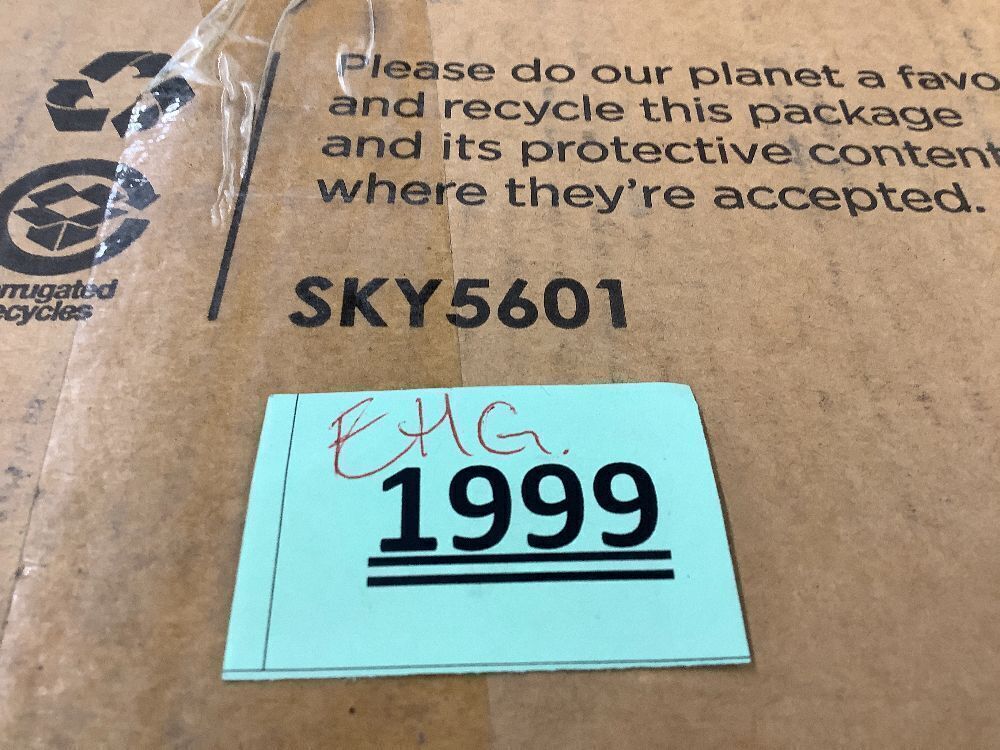 Please do our planet a favo
and recycle this package
and its protective content
where they're accepted.
rrugated
ecycles
SKY5601
EHG.
1999